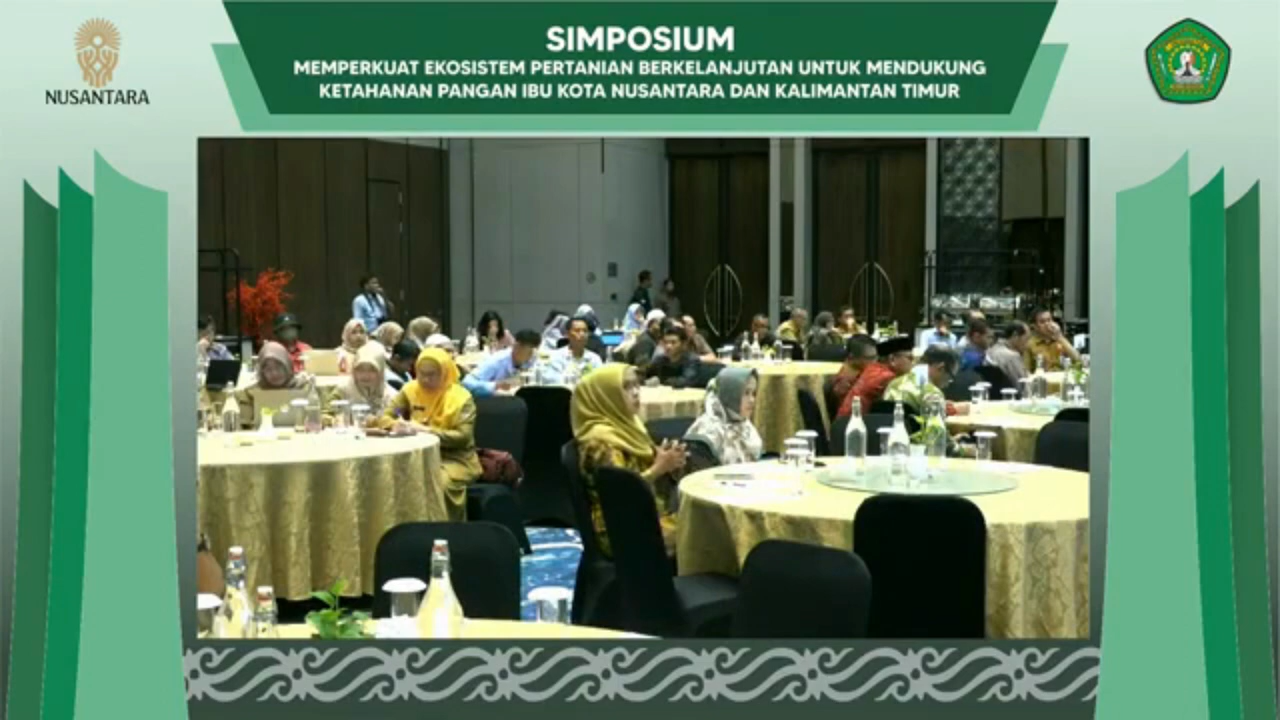 NUSANTARA
SIMPOSIUM
MEMPERKUAT EKOSISTEM PERTANIAN BERKELANJUTAN UNTUK MENDUKUNG
KETAHANAN PANGAN IBU KOTA NUSANTARA DAN KALIMANTAN TIMUR